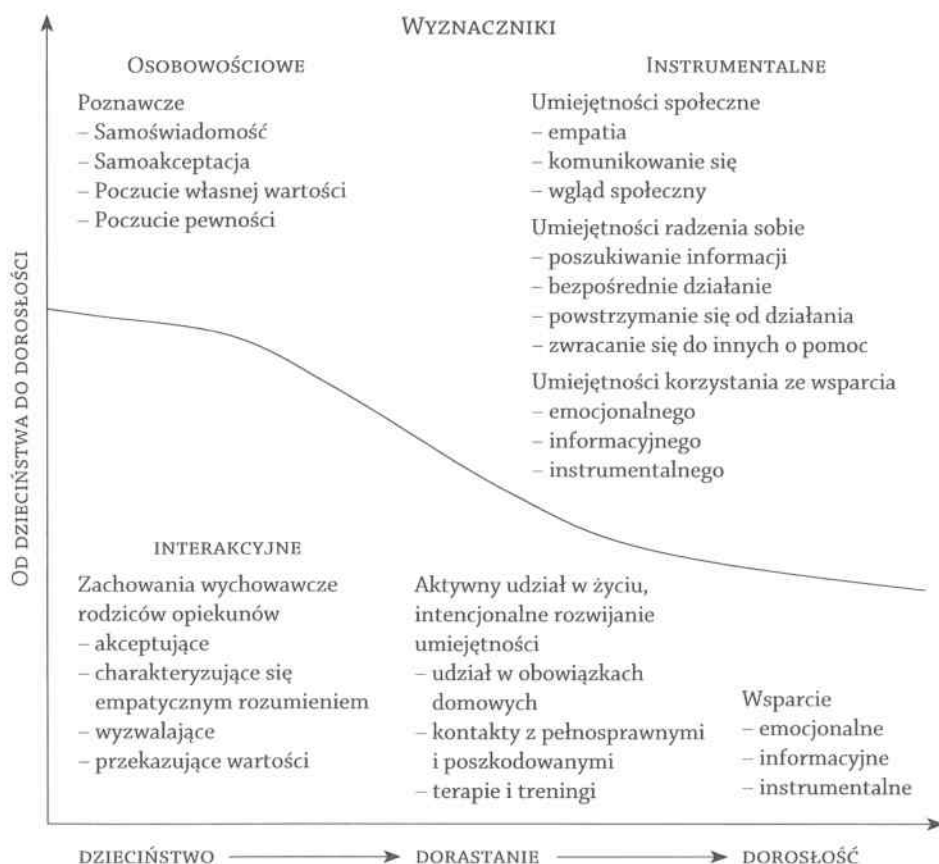 WYZNACZNIKI
OSOBOWOŚCIOWE
Poznawcze
– Samoświadomość
– Samoakceptacja
– Poczucie własnej wartości
– Poczucie pewności
INSTRUMENTALNE
Umiejętności społeczne
– empatia
– komunikowanie się
– wgląd społeczny
Umiejętności radzenia sobie
– poszukiwanie informacji
– bezpośrednie działanie
– powstrzymanie się od działania
– zwracanie się do innych o pomoc
Umiejętności korzystania ze wsparcia
– emocjonalnego
– informacyjnego
– instrumentalnego
OD DZIECIŃSTWA DO DOROSŁOŚCI
INTERAKCYJNE
Zachowania wychowawcze
rodziców opiekunów
– akceptujące
– charakteryzujące się
empatycznym rozumieniem
– wyzwalające
– przekazujące wartości
Aktywny udział w życiu,
intencjonalne rozwijanie
umiejętności
– udział w obowiązkach
domowych
– kontakty z pełnosprawnymi
i poszkodowanymi
– terapie i treningi
Wsparcie
– emocjonalne
– informacyjne
– instrumentalne
DZIECIŃSTWO DORASTANIE DOROSŁOŚĆ